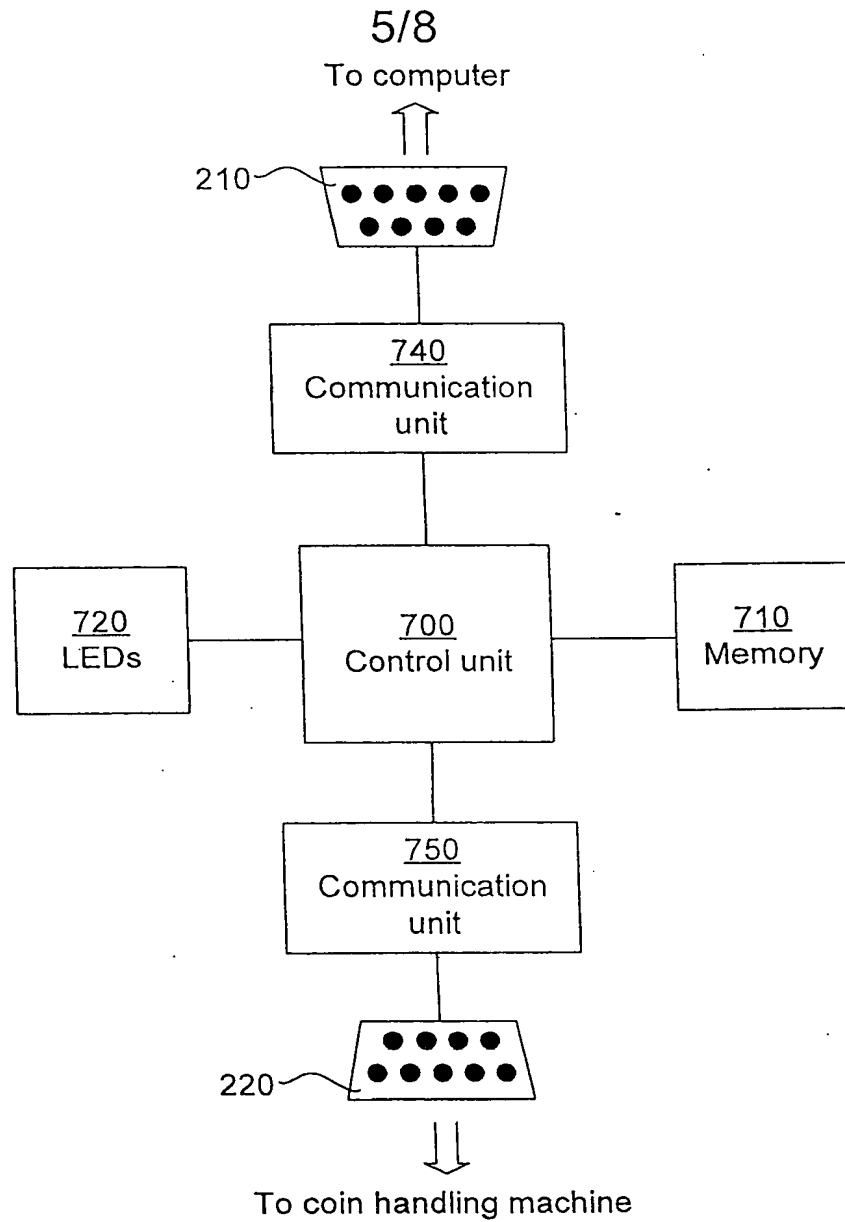 5/8
To computer
210
740
Communication
unit
720
LEDs
700
Control unit
710
Memory
750
Communication
unit
220
To coin handling machine